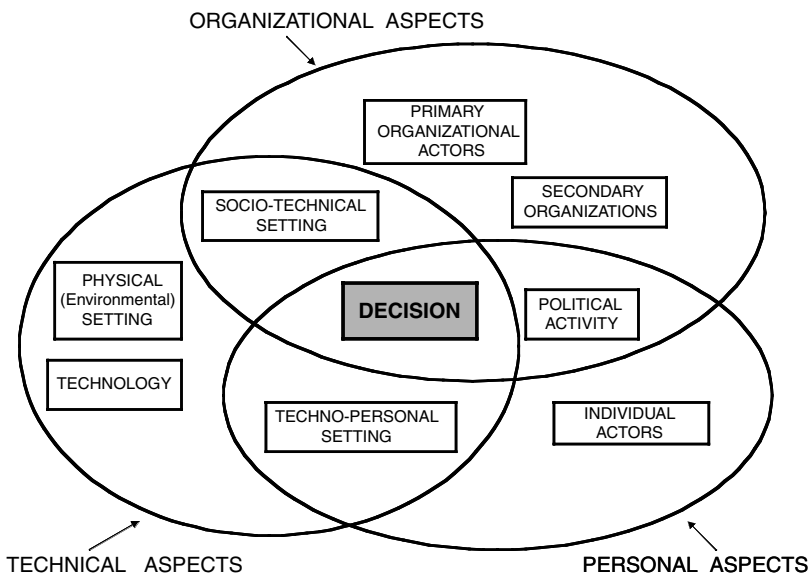 ORGANIZATIONAL ASPECTS
PRIMARY
ORGANIZATIONAL
ACTORS
SOCIO-TECHNICAL
SETTING
SECONDARY
ORGANIZATIONS
PHYSICAL
(Environmental)
SETTING
DECISION
POLITICAL
ACTIVITY
TECHNOLOGY
TECHNO-PERSONAL
SETTING
INDIVIDUAL
ACTORS
TECHNICAL ASPECTS
PERSONAL ASPECTS